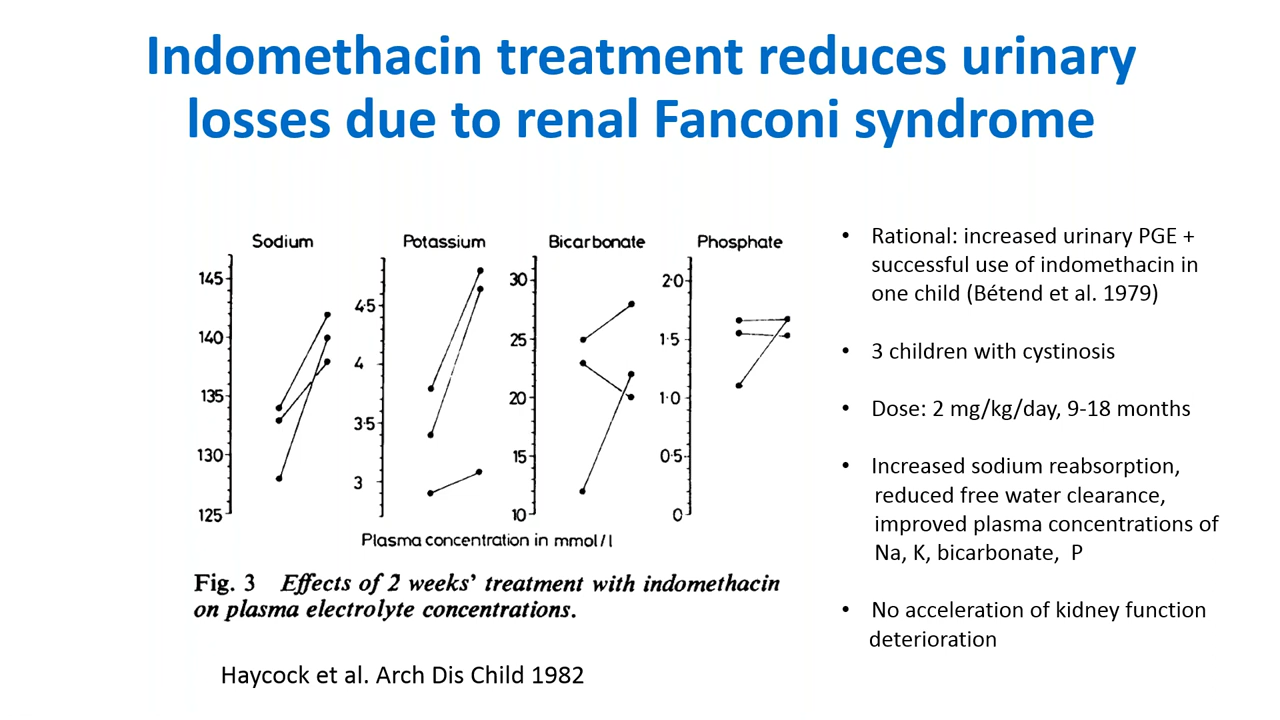 Indomethacin treatment reduces urinary
losses due to renal Fanconi syndrome
Sodium
145
140
135
130
125
Potassium
4·5
4
3·5
3
Bicarbonate
30
25
20
15
10
Phosphate
2·0
1·5
1·0
0·5
0
Plasma concentration in mmol/l
Fig. 3 Effects of 2 weeks' treatment with indomethacin
on plasma electrolyte concentrations.
Haycock et al. Arch Dis Child 1982
• Rational: increased urinary PGE +
successful use of indomethacin in
one child (Bétend et al. 1979)
• 3 children with cystinosis
• Dose: 2 mg/kg/day, 9-18 months
• Increased sodium reabsorption,
reduced free water clearance,
improved plasma concentrations of
Na, K, bicarbonate, P
• No acceleration of kidney function
deterioration